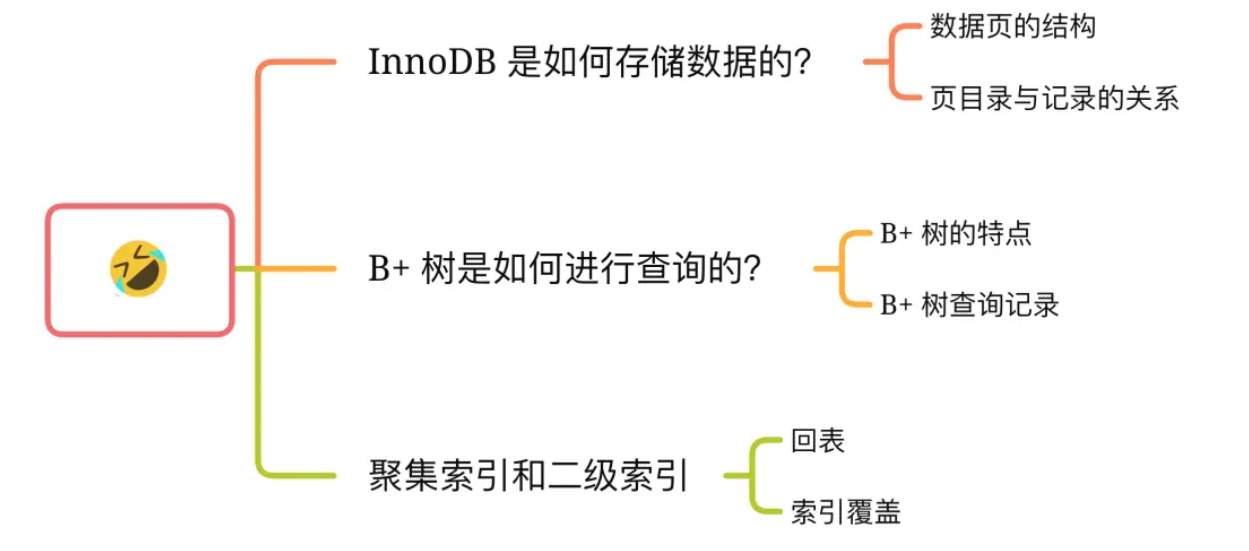 InnoDB 是如何存储数据的?
数据页的结构
页目录与记录的关系
B+ 树是如何进行查询的?
B+ 树的特点
B+ 树查询记录
聚集索引和二级索引
回表
索引覆盖